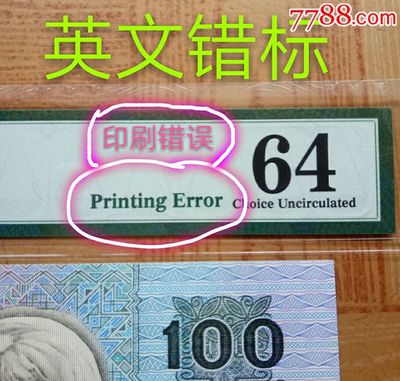 7788.com
英文错标
印刷错误
64
Printing Error
Choice Uncirculated
100